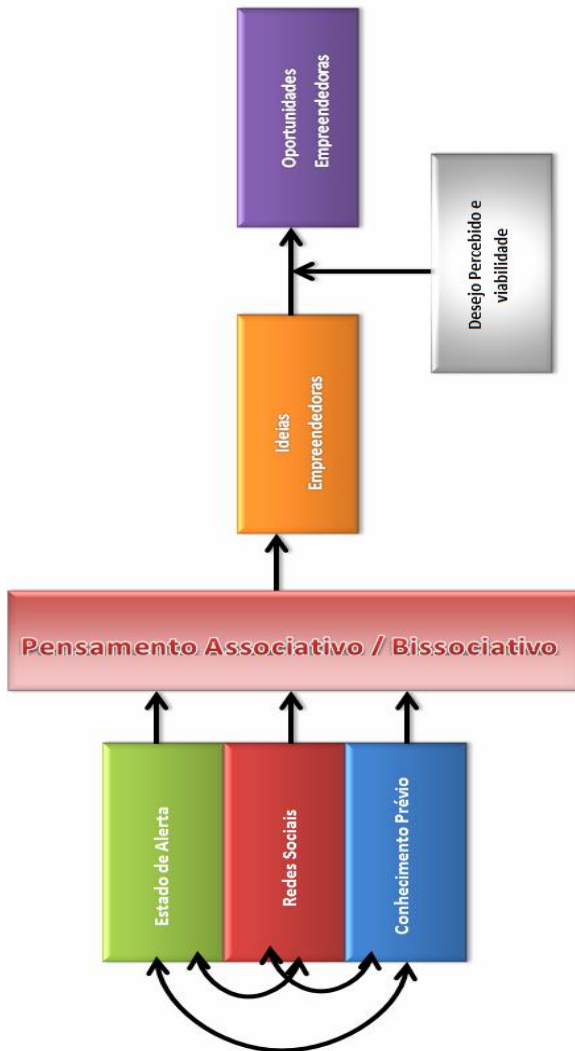 Estado de Alerta
Redes Sociais
Conhecimento Prévio
Pensamento Associativo / Bissociativo
Ideias
Empreendedoras
Oportunidades
Empreendedoras
Desejo Percebido e
viabilidade